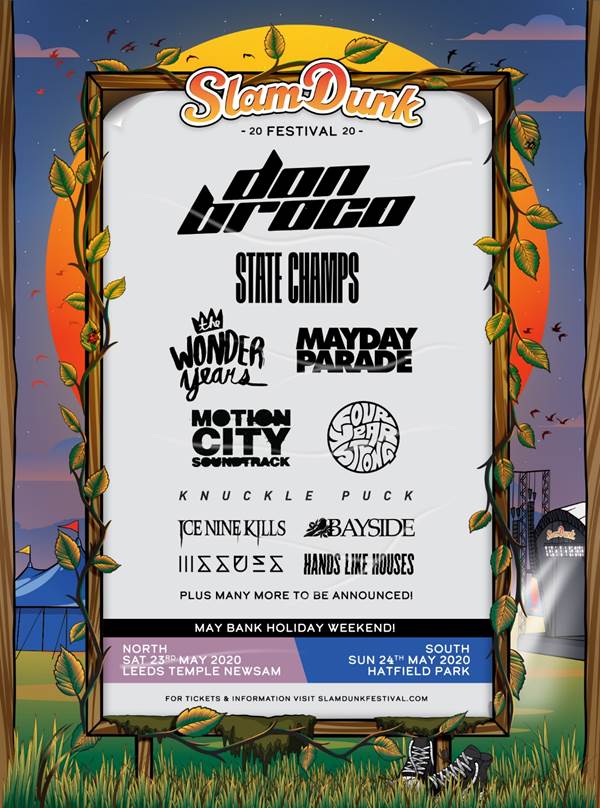 Slam Dunk
- 20 FESTIVAL 20 -
don
broco
STATE CHAMPS
the
WONDER
years
MAYDAY
PARADE
MOTION
CITY
SOUNDTRACK
FOUR
YEAR
STRONG
KNUCKLE PUCK
ICE NINE KILLS
BAYSIDE
ISSUES
HANDS LIKE HOUSES
PLUS MANY MORE TO BE ANNOUNCED!
MAY BANK HOLIDAY WEEKEND!
NORTH
SAT 23RD MAY 2020
LEEDS TEMPLE NEWSAM
SOUTH
SUN 24TH MAY 2020
HATFIELD PARK
FOR TICKETS & INFORMATION VISIT SLAMDUNKFESTIVAL.COM
Slam Dunk